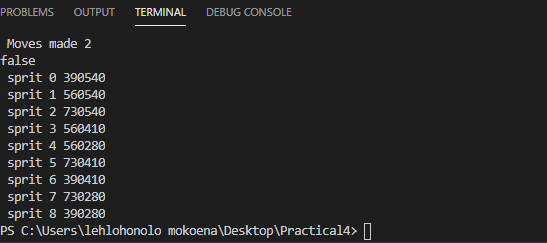 PROBLEMS OUTPUT TERMINAL DEBUG CONSOLE
Moves made 2
false
sprit 0 390540
sprit 1 560540
sprit 2 730540
sprit 3 560410
sprit 4 560280
sprit 5 730410
sprit 6 390410
sprit 7 730280
sprit 8 390280
PS C:\Users\lehlohonolo mokoena\Desktop\Practical4>